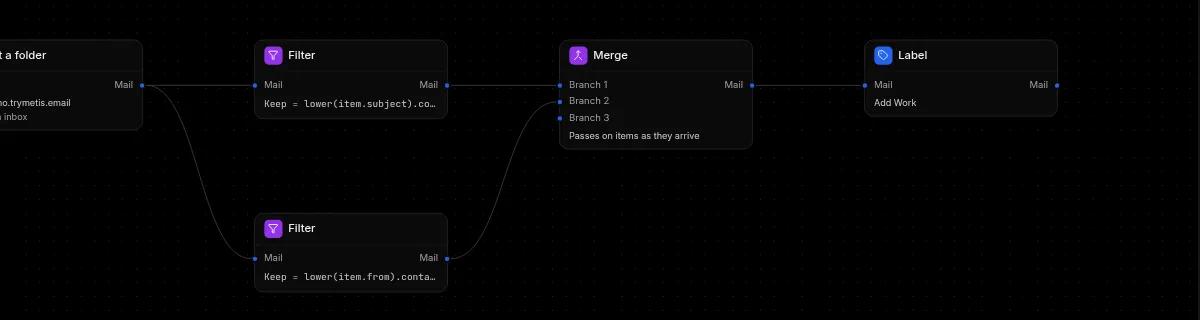 t a folder
Mail
no.trymetis.email
inbox
Filter
Mail Mail
Keep = lower(item.subject).co…
Merge
Branch 1 Mail
Branch 2
Branch 3
Passes on items as they arrive
Label
Mail
Add Work
Filter
Mail Mail
Keep = lower(item.from).conta…